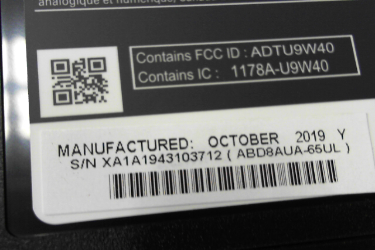 analogique et numérique,
Contains FCC ID : ADTU9W40
Contains IC : 1178A-U9W40
MANUFACTURED: OCTOBER 2019 Y
S/N XA1A1943103712 ( ABD8AUA-65UL )